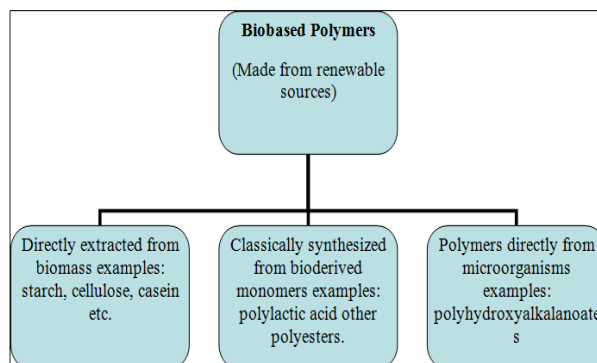 Biobased Polymers
(Made from renewable
sources)
Directly extracted from
biomass examples:
starch, cellulose, casein
etc.
Classically synthesized
from bioderived
monomers examples:
polylactic acid other
polyesters.
Polymers directly from
microorganisms
examples:
polyhydroxyalkalanoate
s